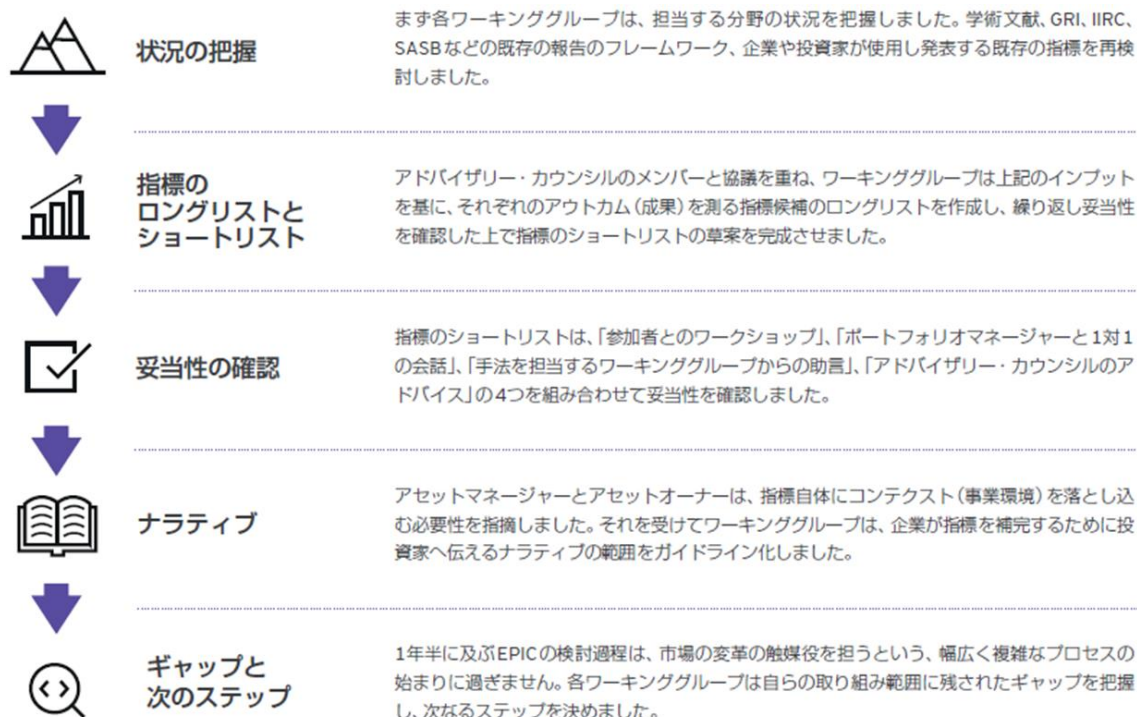 状況の把握
まず各ワーキンググループは、担当する分野の状況を把握しました。学術文献、GRI、IIRC、
SASBなどの既存の報告のフレームワーク、企業や投資家が使用し発表する既存の指標を再検
討しました。
指標の
ロングリストと
ショートリスト
アドバイザリー・カウンシルのメンバーと協議を重ね、ワーキンググループは上記のインプット
を基に、それぞれのアウトカム(成果)を測る指標候補のロングリストを作成し、繰り返し妥当性
を確認した上で指標のショートリストの草案を完成させました。
妥当性の確認
指標のショートリストは、「参加者とのワークショップ」、「ポートフォリオマネージャーと1対1
の会話」、「手法を担当するワーキンググループからの助言」、「アドバイザリー・カウンシルのア
ドバイス」の4つを組み合わせて妥当性を確認しました。
ナラティブ
アセットマネージャーとアセットオーナーは、指標自体にコンテクスト(事業環境)を落とし込
む必要性を指摘しました。それを受けてワーキンググループは、企業が指標を補完するために投
資家へ伝えるナラティブの範囲をガイドライン化しました。
ギャップと
次のステップ
1年半に及ぶEPICの検討過程は、市場の変革の触媒役を担うという、幅広く複雑なプロセスの
始まりに過ぎません。各ワーキンググループは自らの取り組み範囲に残されたギャップを把握
し、次なるステップを決めました。